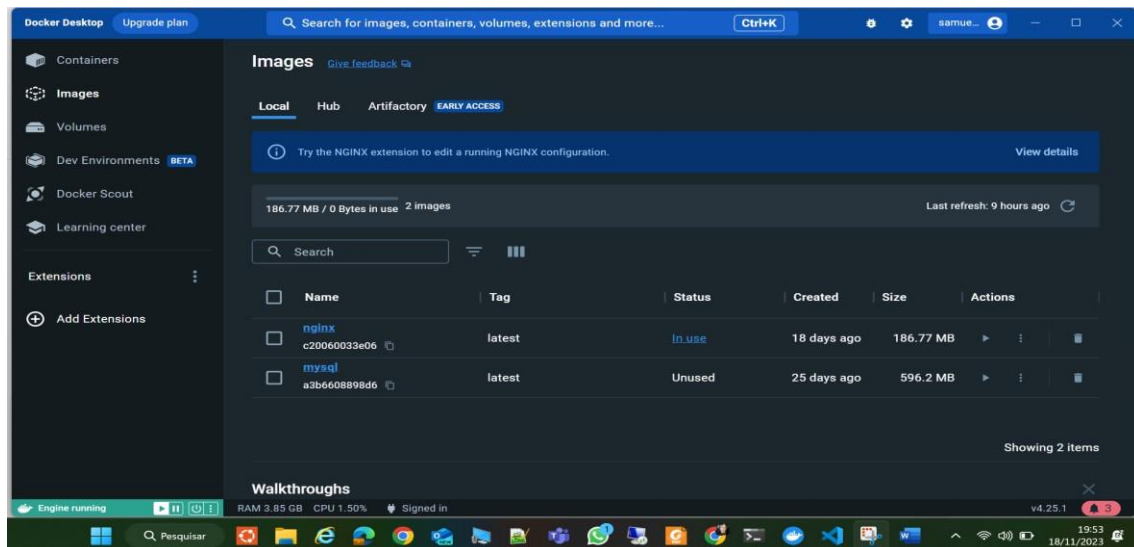 Docker Desktop Upgrade plan Search for images, containers, volumes, extensions and more... Ctrl+K samue...
Containers
Images
Volumes
Dev Environments BETA
Docker Scout
Learning center
Extensions
Add Extensions
Images Give feedback
Local Hub Artifactory EARLY ACCESS
Try the NGINX extension to edit a running NGINX configuration. View details
186.77 MB / 0 Bytes in use 2 images Last refresh: 9 hours ago
Search
Name Tag Status Created Size Actions
nginx
c20060033e06 latest In use 18 days ago 186.77 MB
mysql
a3b6608898d6 latest Unused 25 days ago 596.2 MB
Showing 2 items
Walkthroughs
Engine running RAM 3.85 GB CPU 1.50% Signed in v4.25.1 3
Pesquisar 19:53
18/11/2023